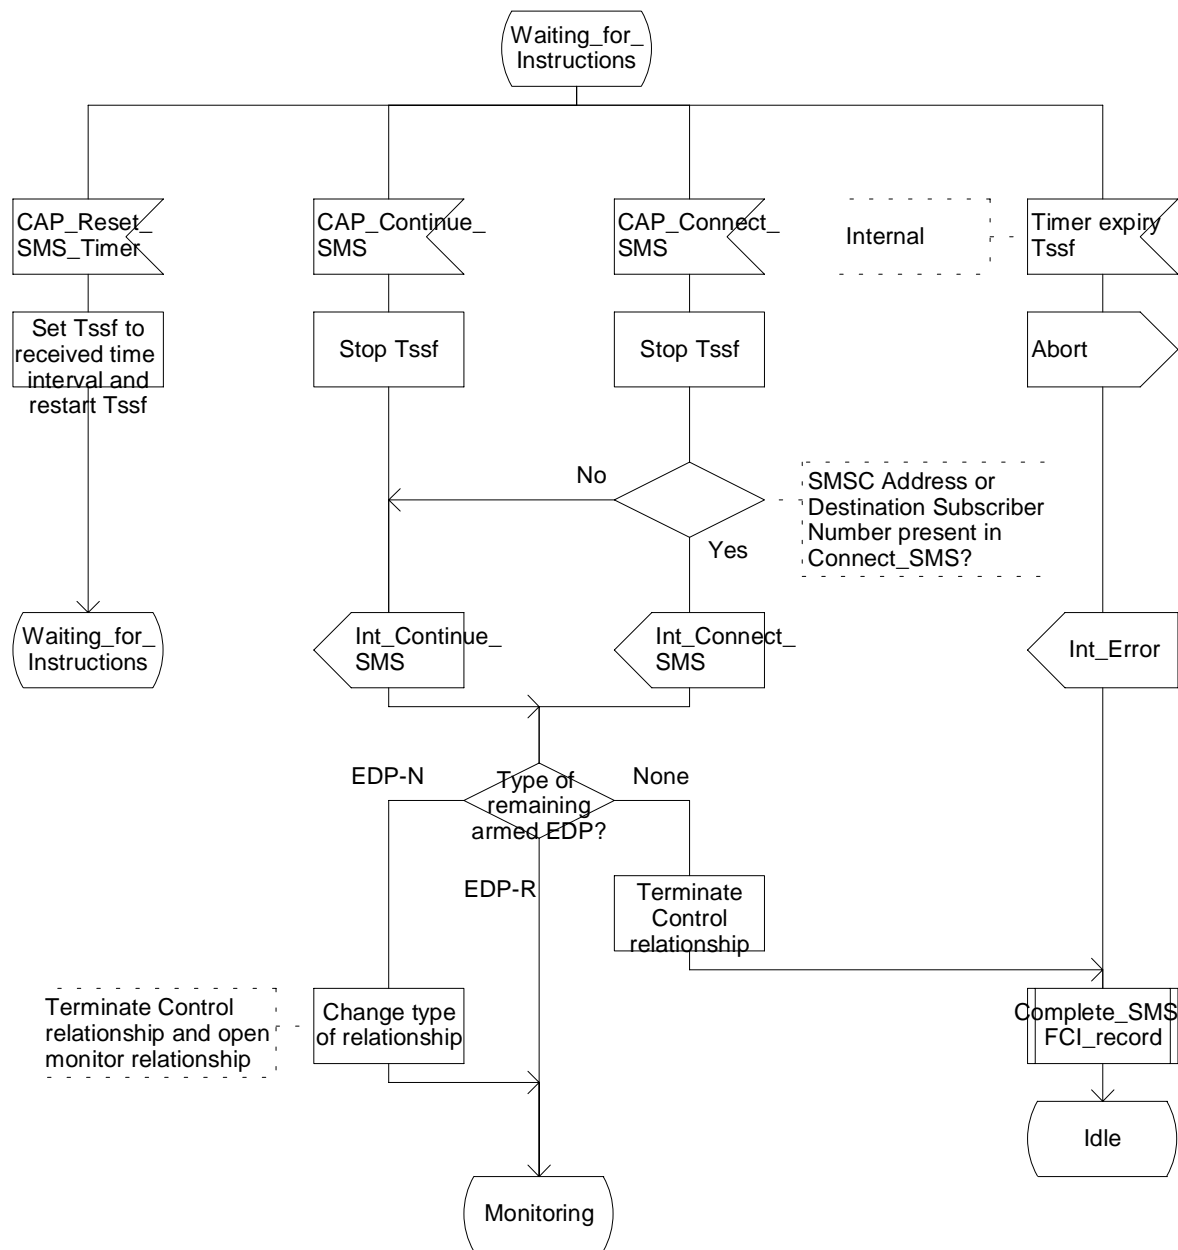 Waiting_for_
Instructions
CAP_Reset_
SMS_Timer
CAP_Continue_
SMS
CAP_Connect_
SMS
Internal
Timer expiry
Tssf
Set Tssf to
received time
interval and
restart Tssf
Stop Tssf
Stop Tssf
Abort
No
Yes
SMSC Address or
Destination Subscriber
Number present in
Connect_SMS?
Waiting_for_
Instructions
Int_Continue_
SMS
Int_Connect_
SMS
Int_Error
EDP-N
Type of
remaining
armed EDP?
None
EDP-R
Terminate
Control
relationship
Terminate Control
relationship and open
monitor relationship
Change type
of relationship
Complete_SMS
FCI_record
Idle
Monitoring